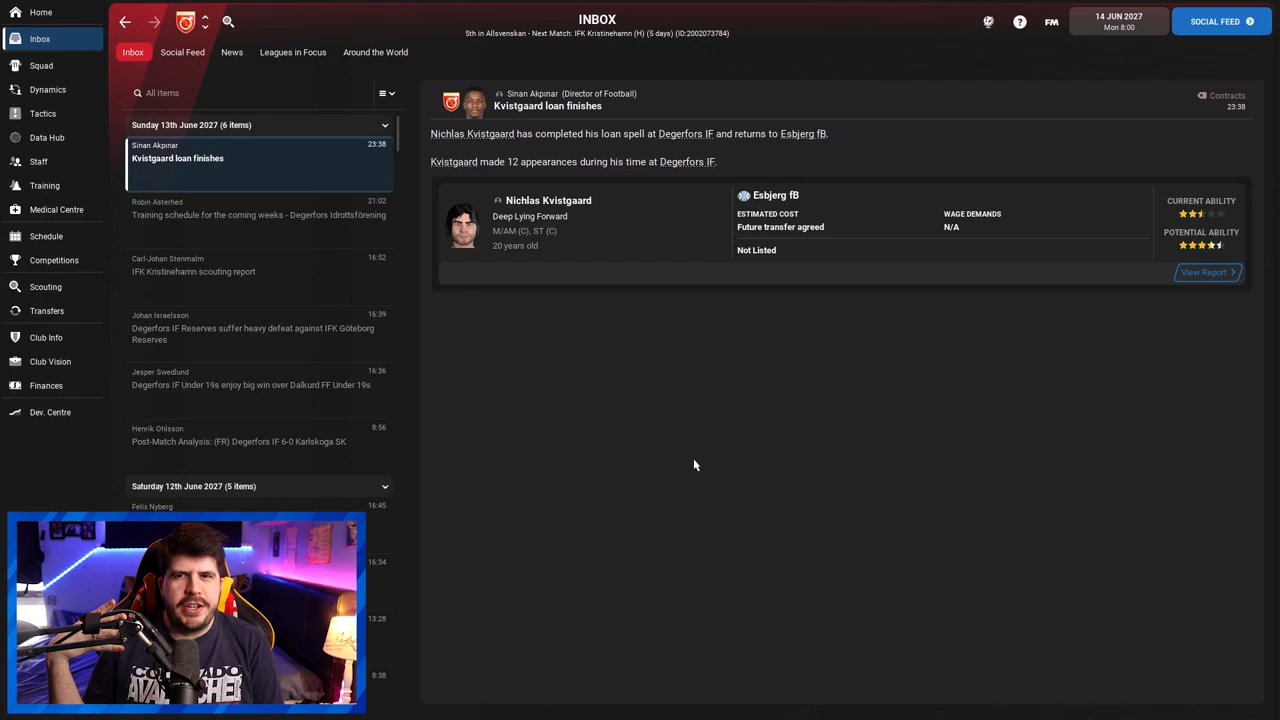 Home
Inbox
Squad
Dynamics
Tactics
Data Hub
Staff
Training
Medical Centre
Schedule
Competitions
Scouting
Transfers
Club Info
Club Vision
Finances
Dev. Centre
INBOX
5th in Allsvenskan - Next Match: IFK Kristinehamn (H) (5 days) (ID:2002073784)
FM
14 JUN 2027
Mon 8:00
SOCIAL FEED
Inbox Social Feed News Leagues in Focus Around the World
All Items
Sunday 13th June 2027 (6 items)
Sinan Akpınar 23:38
Kvistgaard loan finishes
Robin Asterhed 21:02
Training schedule for the coming weeks - Degerfors Idrottsförening
Carl-Johan Stenmalm 16:52
IFK Kristinehamn scouting report
Johan Israelsson 16:39
Degerfors IF Reserves suffer heavy defeat against IFK Göteborg
Reserves
Jesper Swedlund 16:36
Degerfors IF Under 19s enjoy big win over Dalkurd FF Under 19s
Henrik Ohlsson 8:56
Post-Match Analysis: (FR) Degerfors IF 6-0 Karlskoga SK
Saturday 12th June 2027 (5 items)
Felix Nyberg 16:45
16:34
13:28
8:38
Sinan Akpınar (Director of Football)
Kvistgaard loan finishes
Contracts
23:38
Nichlas Kvistgaard has completed his loan spell at Degerfors IF and returns to Esbjerg fB.
Kvistgaard made 12 appearances during his time at Degerfors IF.
Nichlas Kvistgaard
Deep Lying Forward
M/AM (C), ST (C)
20 years old
Esbjerg fB
ESTIMATED COST WAGE DEMANDS
Future transfer agreed N/A
Not Listed
CURRENT ABILITY
POTENTIAL ABILITY
View Report
COLORADO
AVALANCHE